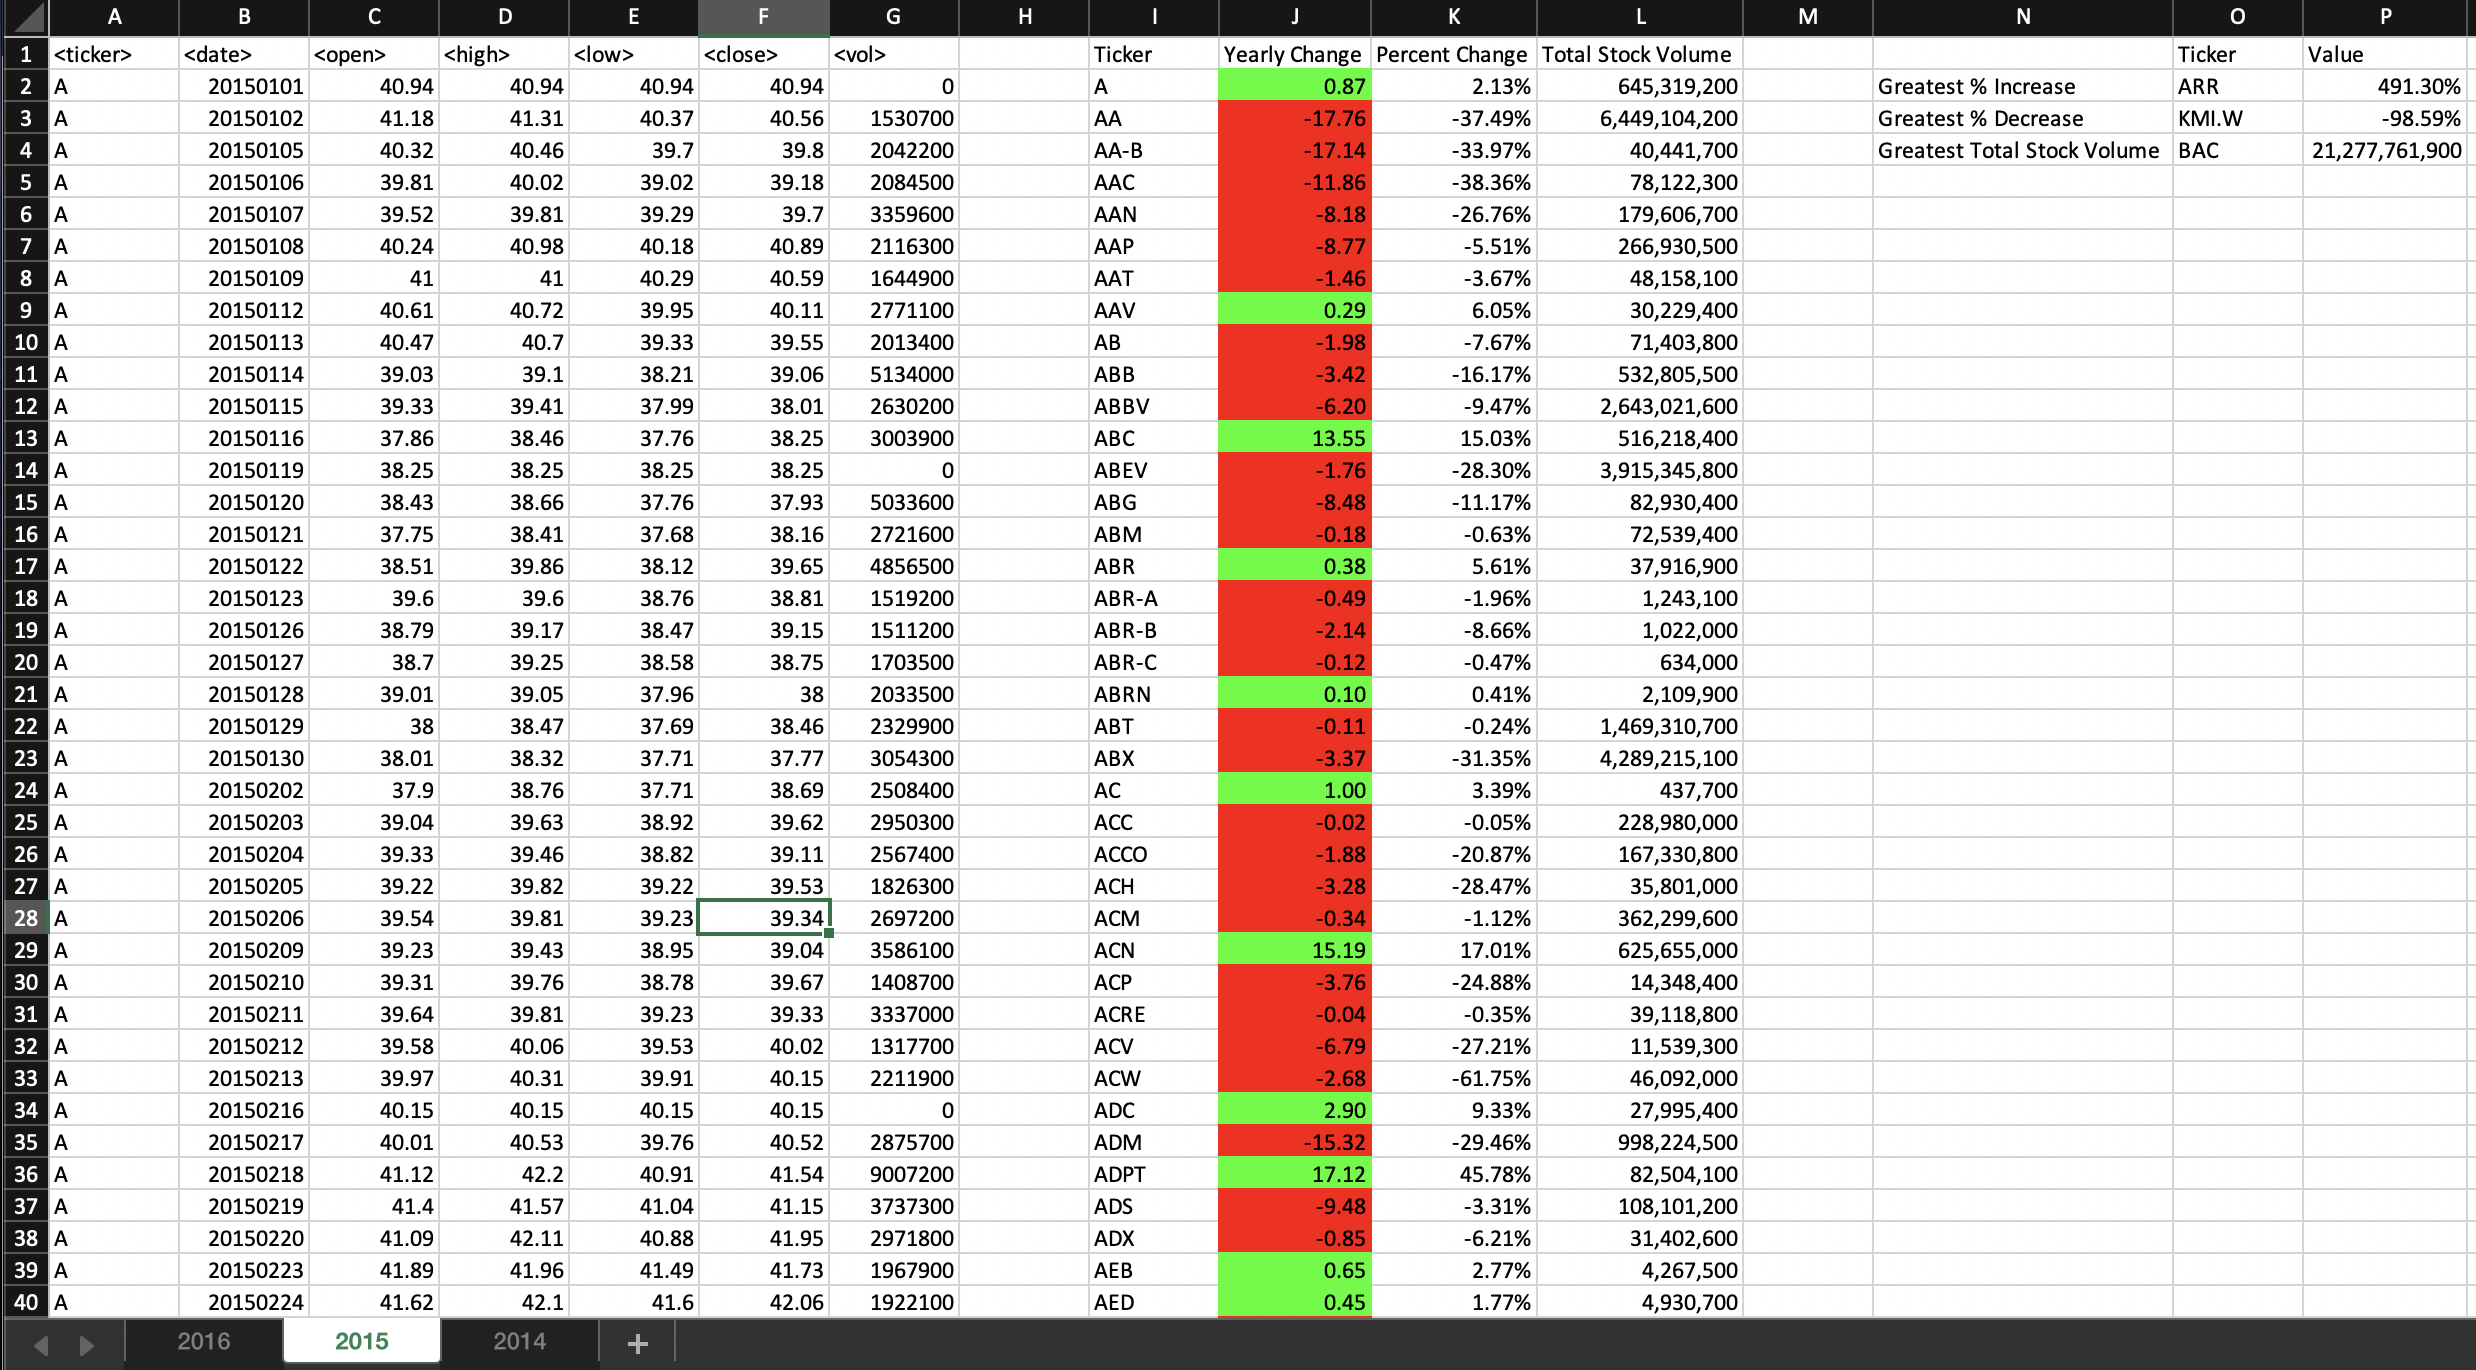 A B C D E F G H I J K L M N O P
1 <ticker> <date> <open> <high> <low> <close> <vol> Ticker Yearly Change Percent Change Total Stock Volume Ticker Value
2 A 20150101 40.94 40.94 40.94 40.94 0 A 0.87 2.13% 645,319,200 Greatest % Increase ARR 491.30%
3 A 20150102 41.18 41.31 40.37 40.56 1530700 AA -17.76 -37.49% 6,449,104,200 Greatest % Decrease KMI.W -98.59%
4 A 20150105 40.32 40.46 39.7 39.8 2042200 AA-B -17.14 -33.97% 40,441,700 Greatest Total Stock Volume BAC 21,277,761,900
5 A 20150106 39.81 40.02 39.02 39.18 2084500 AAC -11.86 -38.36% 78,122,300
6 A 20150107 39.52 39.81 39.29 39.7 3359600 AAN -8.18 -26.76% 179,606,700
7 A 20150108 40.24 40.98 40.18 40.89 2116300 AAP -8.77 -5.51% 266,930,500
8 A 20150109 41 41 40.29 40.59 1644900 AAT -1.46 -3.67% 48,158,100
9 A 20150112 40.61 40.72 39.95 40.11 2771100 AAV 0.29 6.05% 30,229,400
10 A 20150113 40.47 40.7 39.33 39.55 2013400 AB -1.98 -7.67% 71,403,800
11 A 20150114 39.03 39.1 38.21 39.06 5134000 ABB -3.42 -16.17% 532,805,500
12 A 20150115 39.33 39.41 37.99 38.01 2630200 ABBV -6.20 -9.47% 2,643,021,600
13 A 20150116 37.86 38.46 37.76 38.25 3003900 ABC 13.55 15.03% 516,218,400
14 A 20150119 38.25 38.25 38.25 38.25 0 ABEV -1.76 -28.30% 3,915,345,800
15 A 20150120 38.43 38.66 37.76 37.93 5033600 ABG -8.48 -11.17% 82,930,400
16 A 20150121 37.75 38.41 37.68 38.16 2721600 ABM -0.18 -0.63% 72,539,400
17 A 20150122 38.51 39.86 38.12 39.65 4856500 ABR 0.38 5.61% 37,916,900
18 A 20150123 39.6 39.6 38.76 38.81 1519200 ABR-A -0.49 -1.96% 1,243,100
19 A 20150126 38.79 39.17 38.47 39.15 1511200 ABR-B -2.14 -8.66% 1,022,000
20 A 20150127 38.7 39.25 38.58 38.75 1703500 ABR-C -0.12 -0.47% 634,000
21 A 20150128 39.01 39.05 37.96 38 2033500 ABRN 0.10 0.41% 2,109,900
22 A 20150129 38 38.47 37.69 38.46 2329900 ABT -0.11 -0.24% 1,469,310,700
23 A 20150130 38.01 38.32 37.71 37.77 3054300 ABX -3.37 -31.35% 4,289,215,100
24 A 20150202 37.9 38.76 37.71 38.69 2508400 AC 1.00 3.39% 437,700
25 A 20150203 39.04 39.63 38.92 39.62 2950300 ACC -0.02 -0.05% 228,980,000
26 A 20150204 39.33 39.46 38.82 39.11 2567400 ACCO -1.88 -20.87% 167,330,800
27 A 20150205 39.22 39.82 39.22 39.53 1826300 ACH -3.28 -28.47% 35,801,000
28 A 20150206 39.54 39.81 39.23 39.34 2697200 ACM -0.34 -1.12% 362,299,600
29 A 20150209 39.23 39.43 38.95 39.04 3586100 ACN 15.19 17.01% 625,655,000
30 A 20150210 39.31 39.76 38.78 39.67 1408700 ACP -3.76 -24.88% 14,348,400
31 A 20150211 39.64 39.81 39.23 39.33 3337000 ACRE -0.04 -0.35% 39,118,800
32 A 20150212 39.58 40.06 39.53 40.02 1317700 ACV -6.79 -27.21% 11,539,300
33 A 20150213 39.97 40.31 39.91 40.15 2211900 ACW -2.68 -61.75% 46,092,000
34 A 20150216 40.15 40.15 40.15 40.15 0 ADC 2.90 9.33% 27,995,400
35 A 20150217 40.01 40.53 39.76 40.52 2875700 ADM -15.32 -29.46% 998,224,500
36 A 20150218 41.12 42.2 40.91 41.54 9007200 ADPT 17.12 45.78% 82,504,100
37 A 20150219 41.4 41.57 41.04 41.15 3737300 ADS -9.48 -3.31% 108,101,200
38 A 20150220 41.09 42.11 40.88 41.95 2971800 ADX -0.85 -6.21% 31,402,600
39 A 20150223 41.89 41.96 41.49 41.73 1967900 AEB 0.65 2.77% 4,267,500
40 A 20150224 41.62 42.1 41.6 42.06 1922100 AED 0.45 1.77% 4,930,700
2016 2015 2014 +